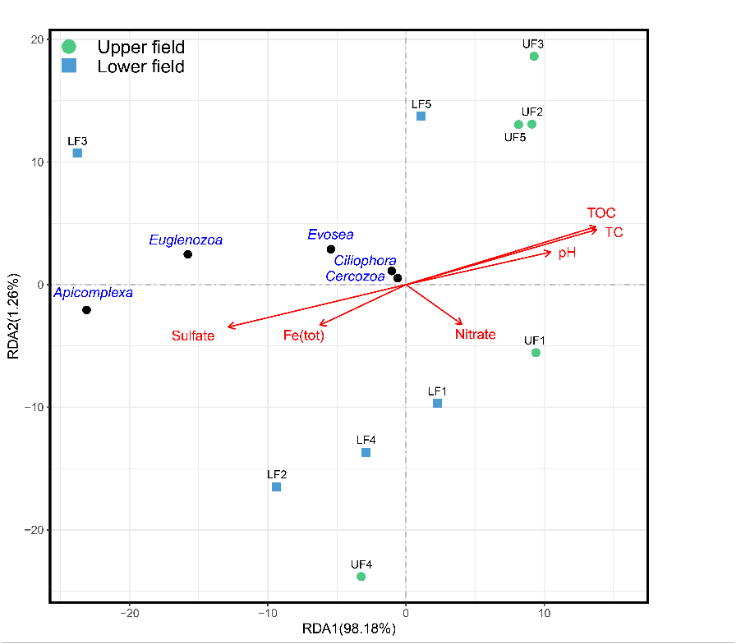 20
UF3
Upper field
Lower field
LF5
UF2
UF5
LF3
10
TOC
TC
Evosea
Euglenozoa
pH
Ciliophora
Cercozoa
0
Apicomplexa
RDA2(1.26%)
Sulfate
Fe(tot)
Nitrate
UF1
LF1
−10
LF4
LF2
−20
UF4
−20
−10
0
10
RDA1(98.18%)